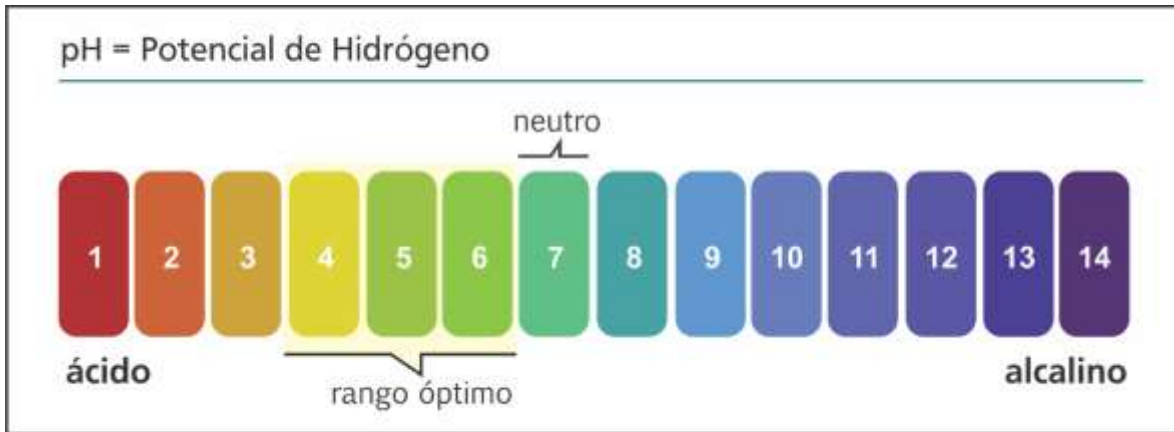 pH = Potencial de Hidrógeno
neutro
1 2 3 4 5 6 7 8 9 10 11 12 13 14
ácido alcalino
rango óptimo